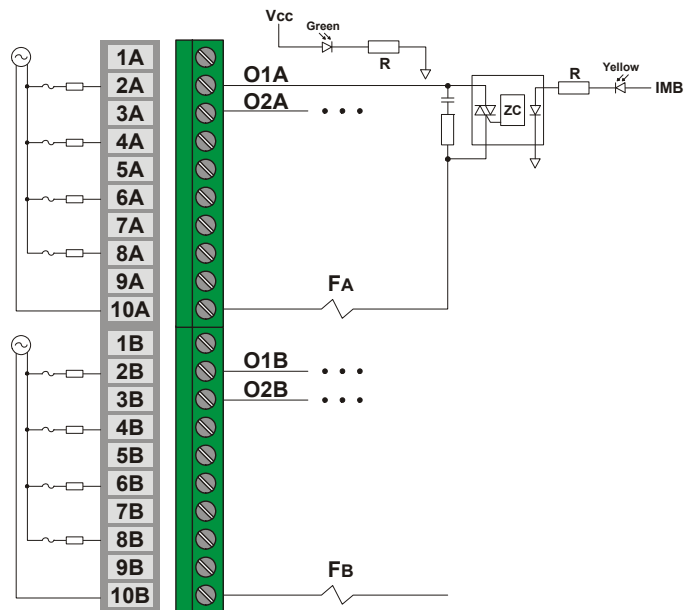 Vcc
Green
R
Yellow
R
IMB
ZC
1A
2A
O1A
3A
O2A
4A
5A
6A
7A
8A
9A
10A
FA
1B
2B
O1B
3B
O2B
4B
5B
6B
7B
8B
9B
10B
FB